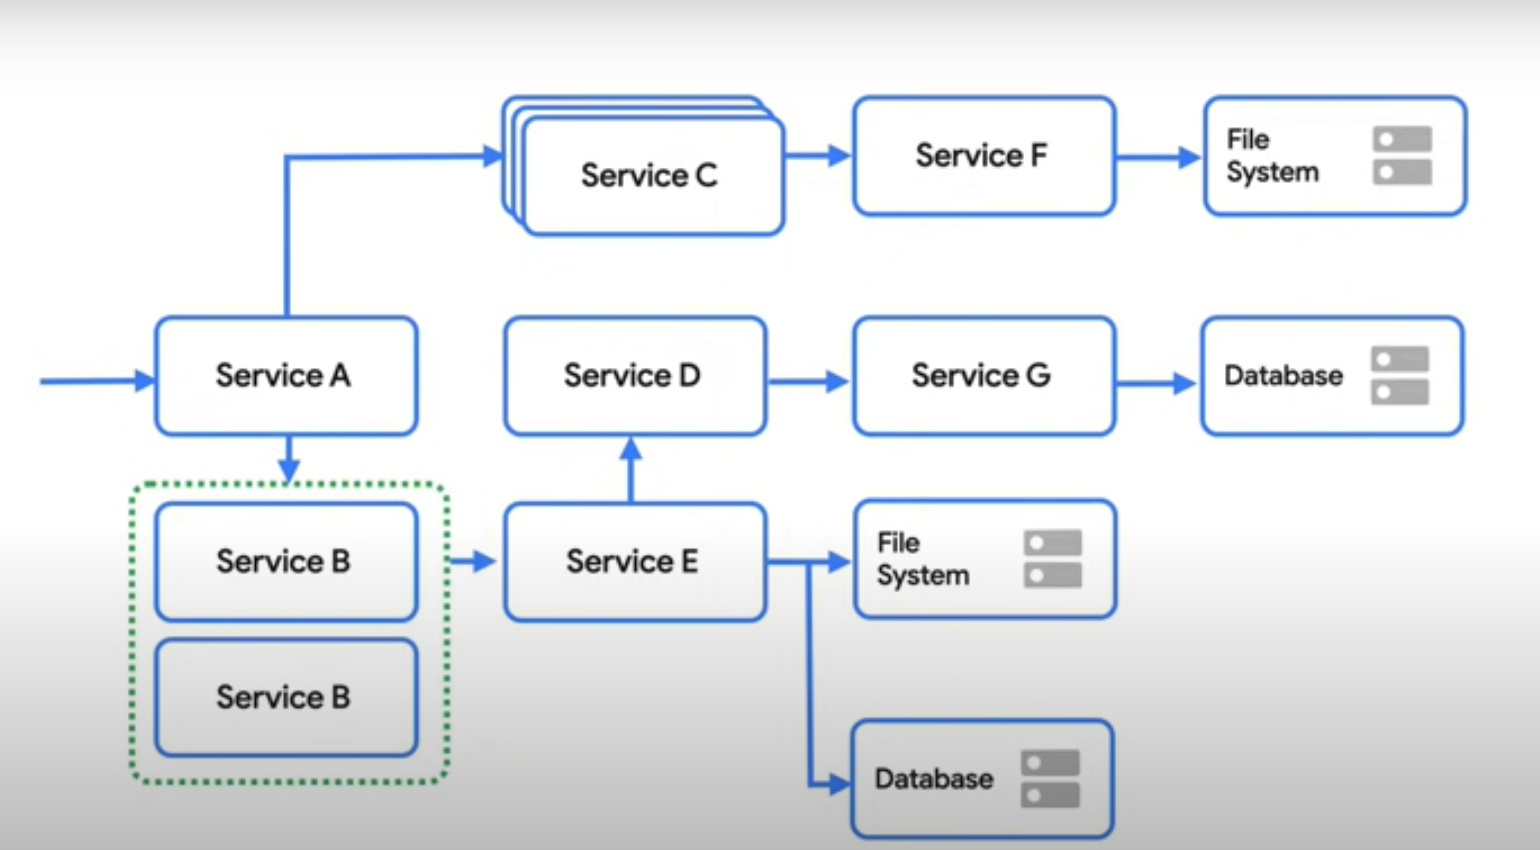 Service C
Service F
File
System
Service A
Service D
Service G
Database
Service B
Service E
File
System
Service B
Database